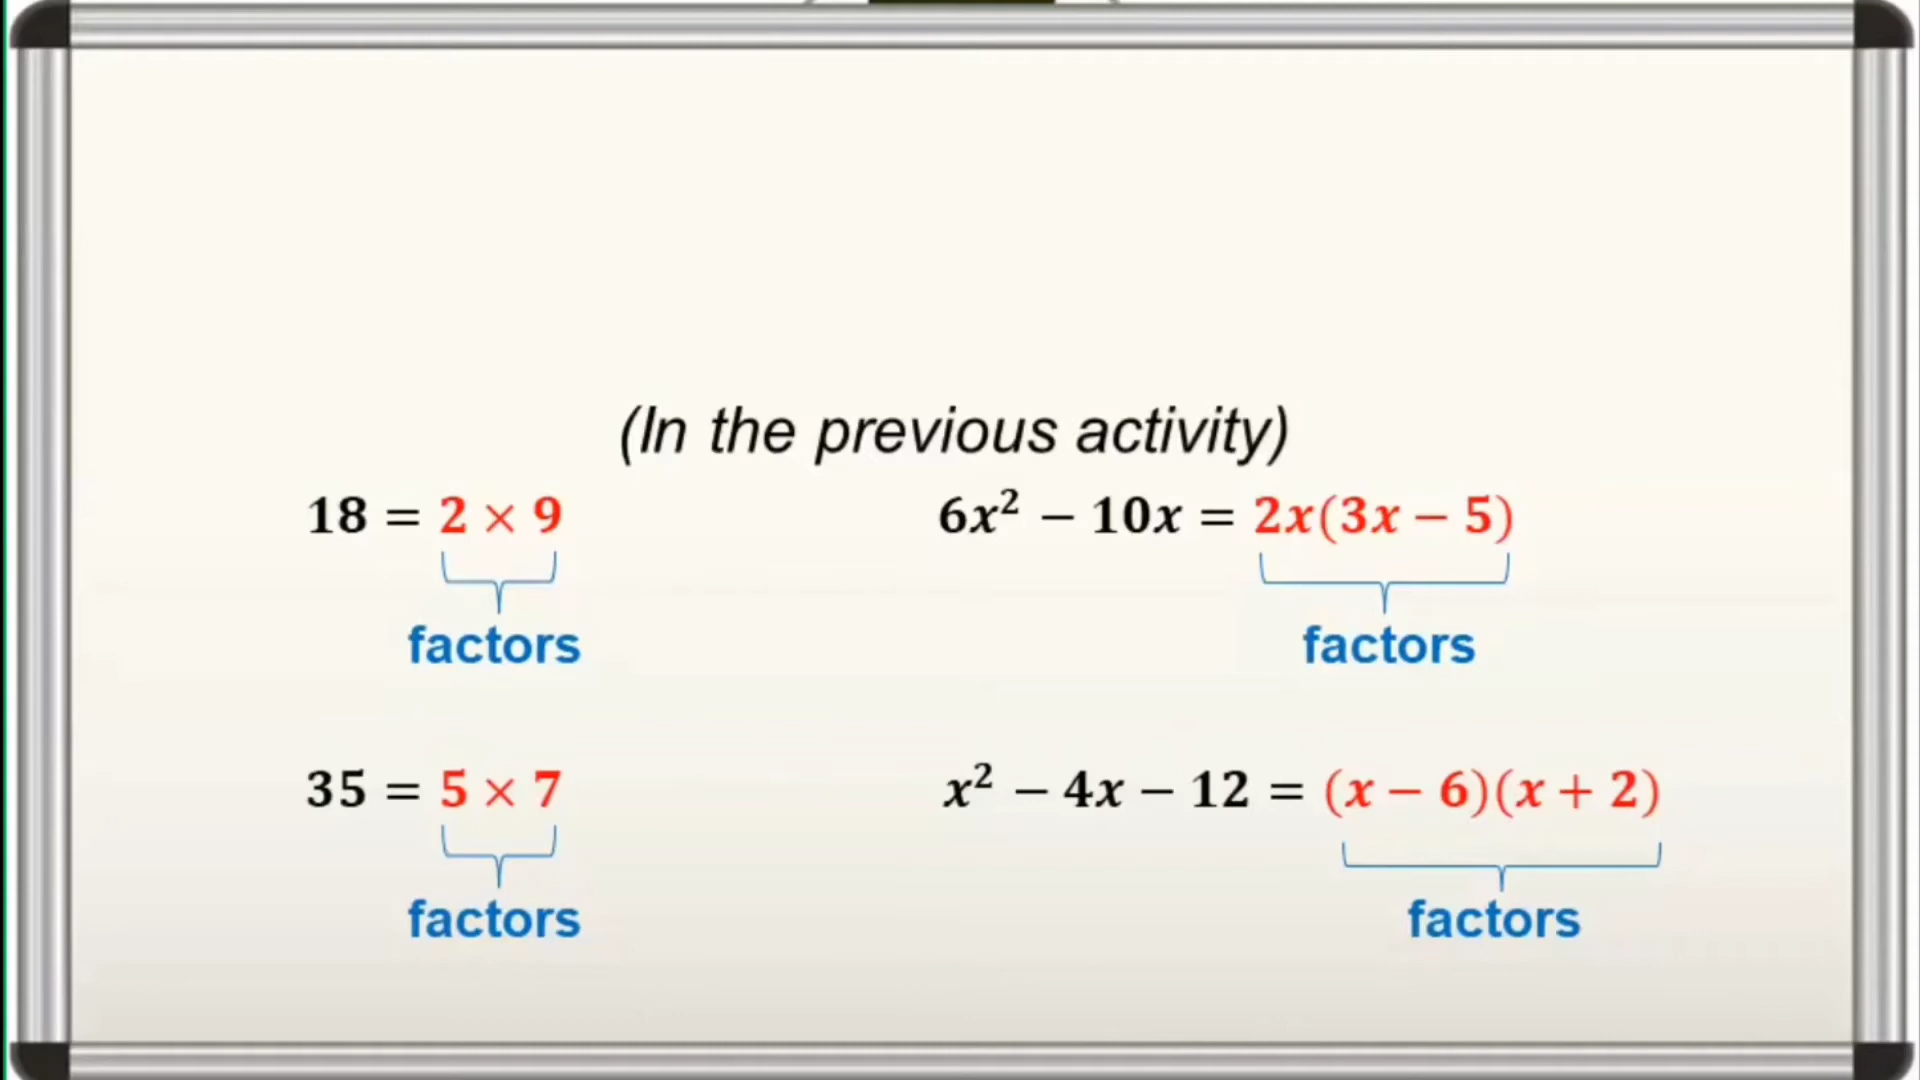 (In the previous activity)
18 = 2 × 9
6x² − 10x = 2x(3x − 5)
factors
factors
35 = 5 × 7
x² − 4x − 12 = (x − 6)(x + 2)
factors
factors